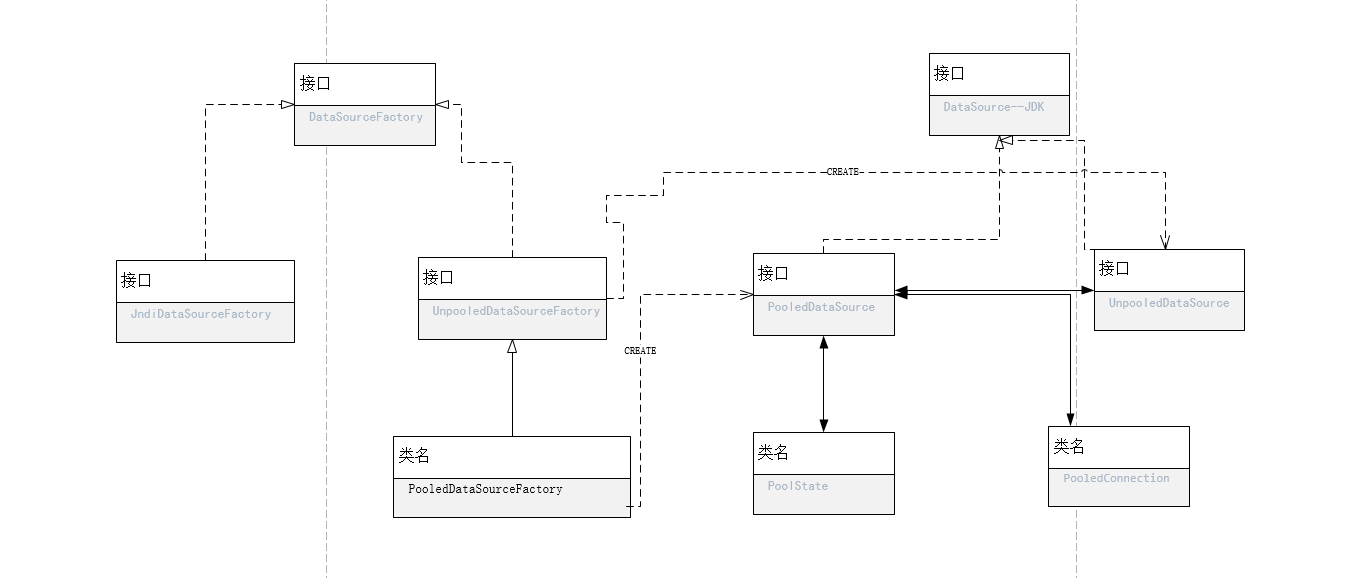 接口
DataSourceFactory
接口
DataSource--JDK
CREATE
接口
JndiDataSourceFactory
接口
UnpooledDataSourceFactory
接口
PooledDataSource
接口
UnpooledDataSource
CREATE
类名
PooledDataSourceFactory
类名
PoolState
类名
PooledConnection